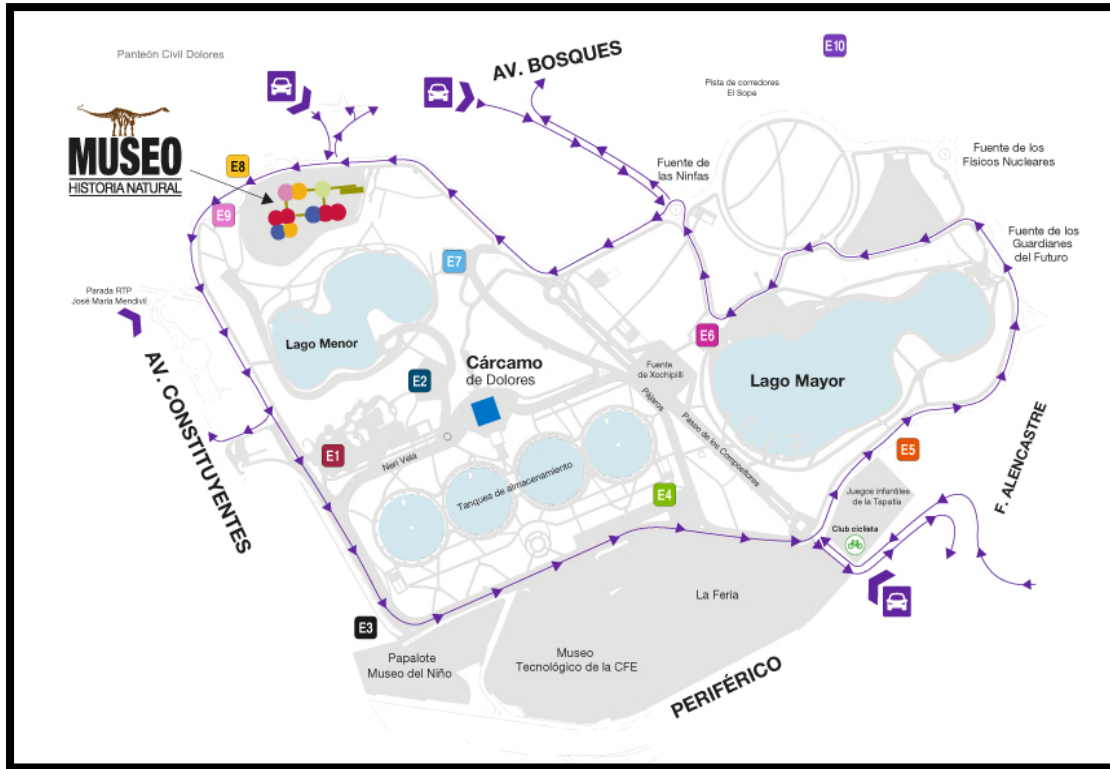 Panteón Civil Dolores
MUSEO
HISTORIA NATURAL
AV. BOSQUES
E10
Pista de corredores
El Sope
Fuente de
las Ninfas
Fuente de los
Físicos Nucleares
Fuente de los
Guardianes
del Futuro
E8
E9
E7
Parada RTP
José María Mendivil
AV. CONSTITUYENTES
Lago Menor
E2
Cárcamo
de Dolores
E6
Fuente
de Xochipilli
Lago Mayor
Pájaros
Paseo de los Compositores
E1
Neri Vela
Tanques de almacenamiento
E4
E5
F. ALENCASTRE
Juegos infantiles
de la Tapatía
Club ciclista
E3
La Feria
Papalote
Museo del Niño
Museo
Tecnológico de la CFE
PERIFÉRICO